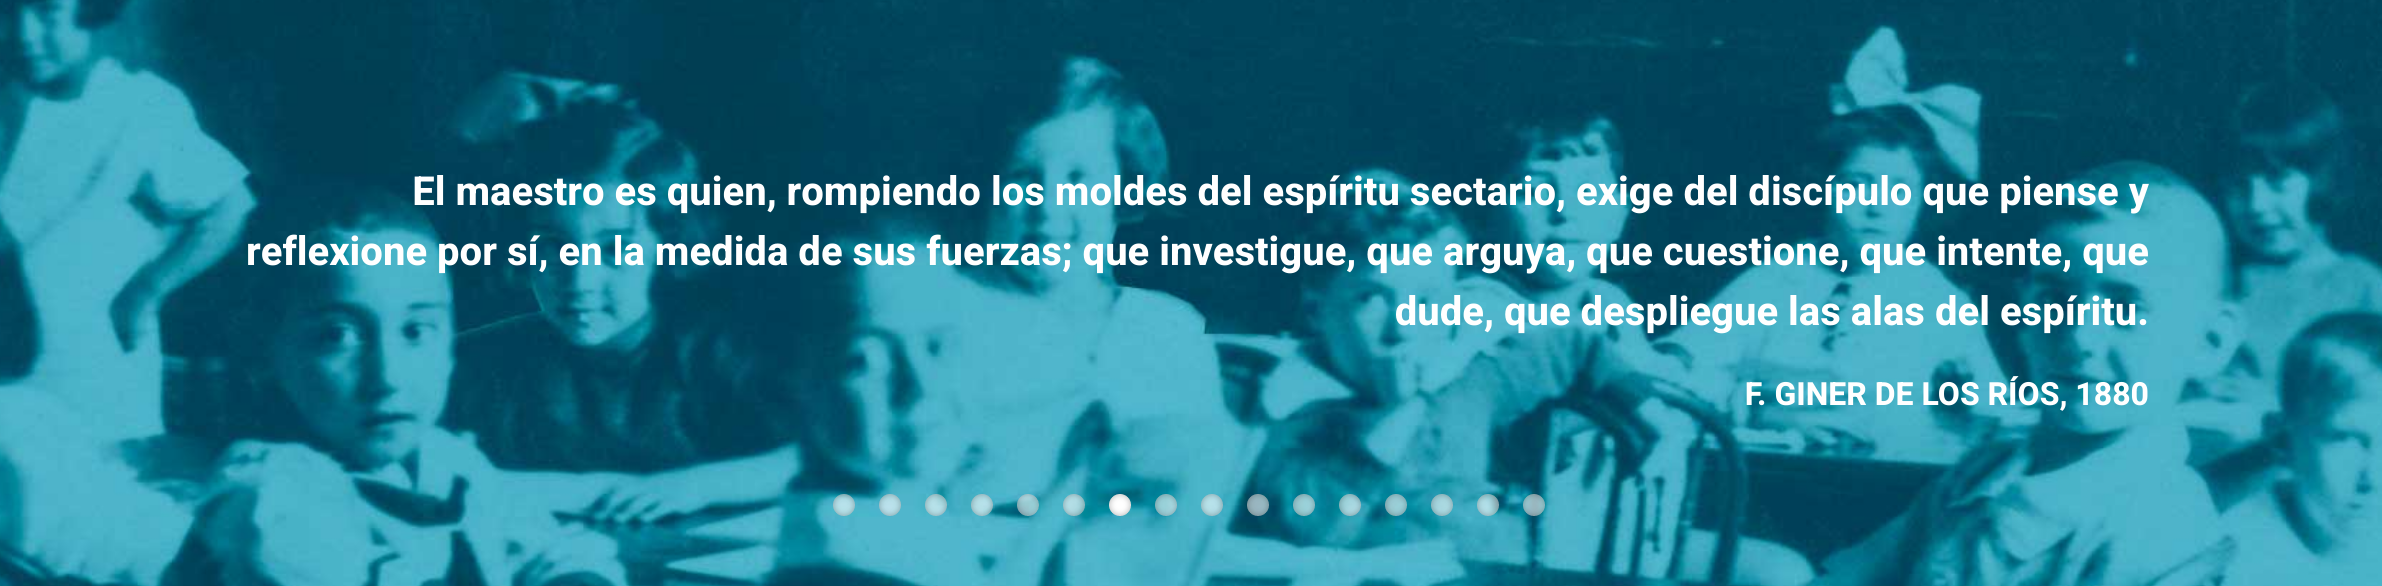 El maestro es quien, rompiendo los moldes del espíritu sectario, exige del discípulo que piense y
reflexione por sí, en la medida de sus fuerzas; que investigue, que arguya, que cuestione, que intente, que
dude, que despliegue las alas del espíritu.
F. GINER DE LOS RÍOS, 1880